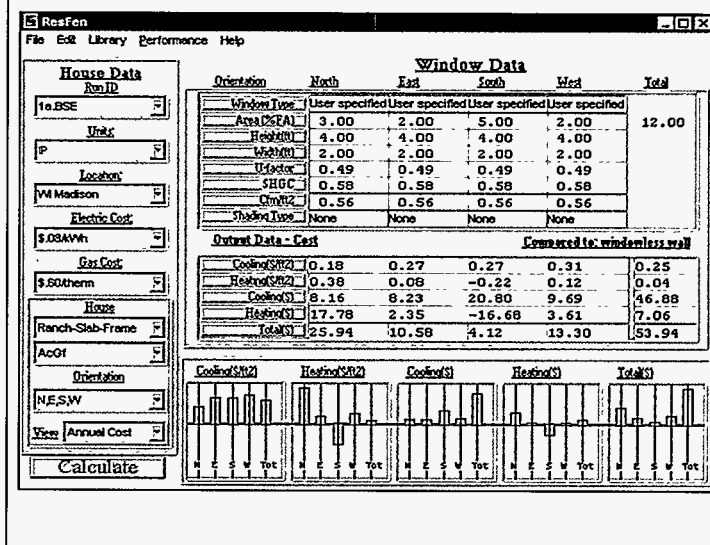 ResFen
File Edit Library Performance Help
House Data
Run ID
1a.BSE
Units:
IP
Location:
WI Madison
Electric Cost:
$.08/kWh
Gas Cost:
$.60/therm
House
Ranch-Slab-Frame
AcGf
Orientation
N,E,S,W
View Annual Cost
Calculate
Window Data
Orientation North East South West Total
Window Type User specified User specified User specified User specified
Area (%FA) 3.00 2.00 5.00 2.00 12.00
Height(ft) 4.00 4.00 4.00 4.00
Width(ft) 2.00 2.00 2.00 2.00
U-factor 0.49 0.49 0.49 0.49
SHGC 0.58 0.58 0.58 0.58
Cfm/ft2 0.56 0.56 0.56 0.56
Shading Type None None None None
Output Data - Cost Compared to: windowless wall
Cooling($/ft2) 0.18 0.27 0.27 0.31 0.25
Heating($/ft2) 0.38 0.08 -0.22 0.12 0.04
Cooling($) 8.16 8.23 20.80 9.69 46.88
Heating($) 17.78 2.35 -16.68 3.61 7.06
Total($) 25.94 10.58 4.12 13.30 53.94
Cooling($/ft2) Heating($/ft2) Cooling($) Heating($) Total($)
N E S W Tot N E S W Tot N E S W Tot N E S W Tot N E S W Tot